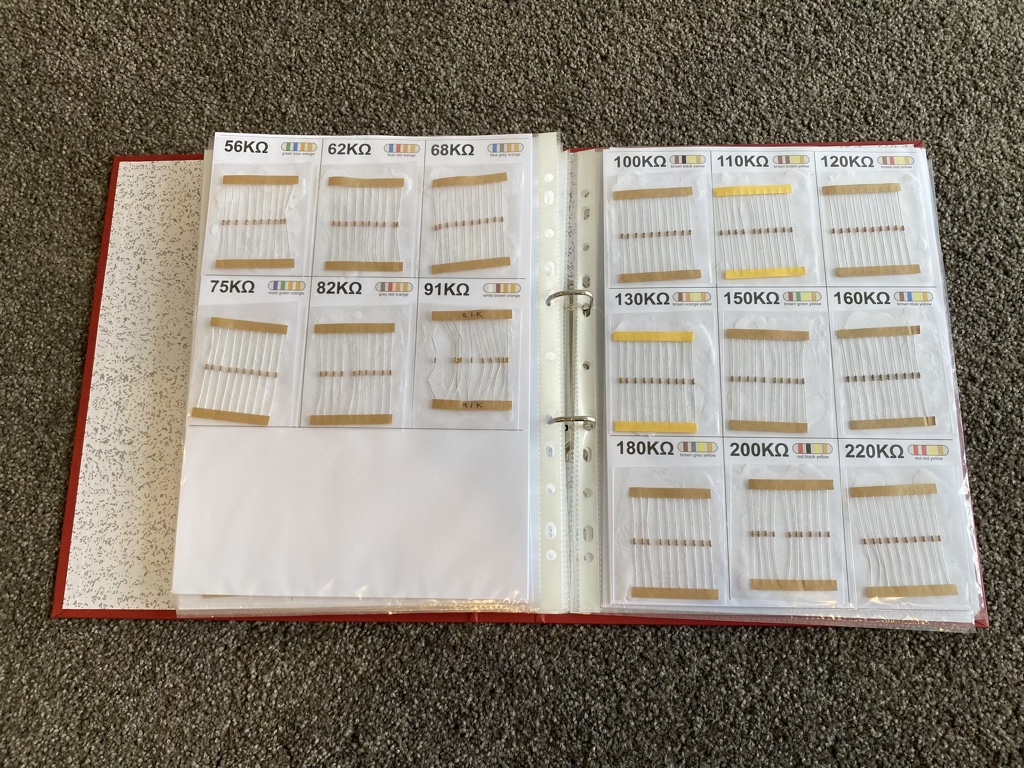 56KΩ
green blue orange
62KΩ
blue red orange
68KΩ
blue grey orange
75KΩ
violet green orange
82KΩ
grey red orange
91KΩ
white brown orange
91K
91K
100KΩ
brown black yellow
110KΩ
brown brown yellow
120KΩ
brown red yellow
130KΩ
brown orange yellow
150KΩ
brown green yellow
160KΩ
brown blue yellow
180KΩ
brown grey yellow
200KΩ
red black yellow
220KΩ
red red yellow